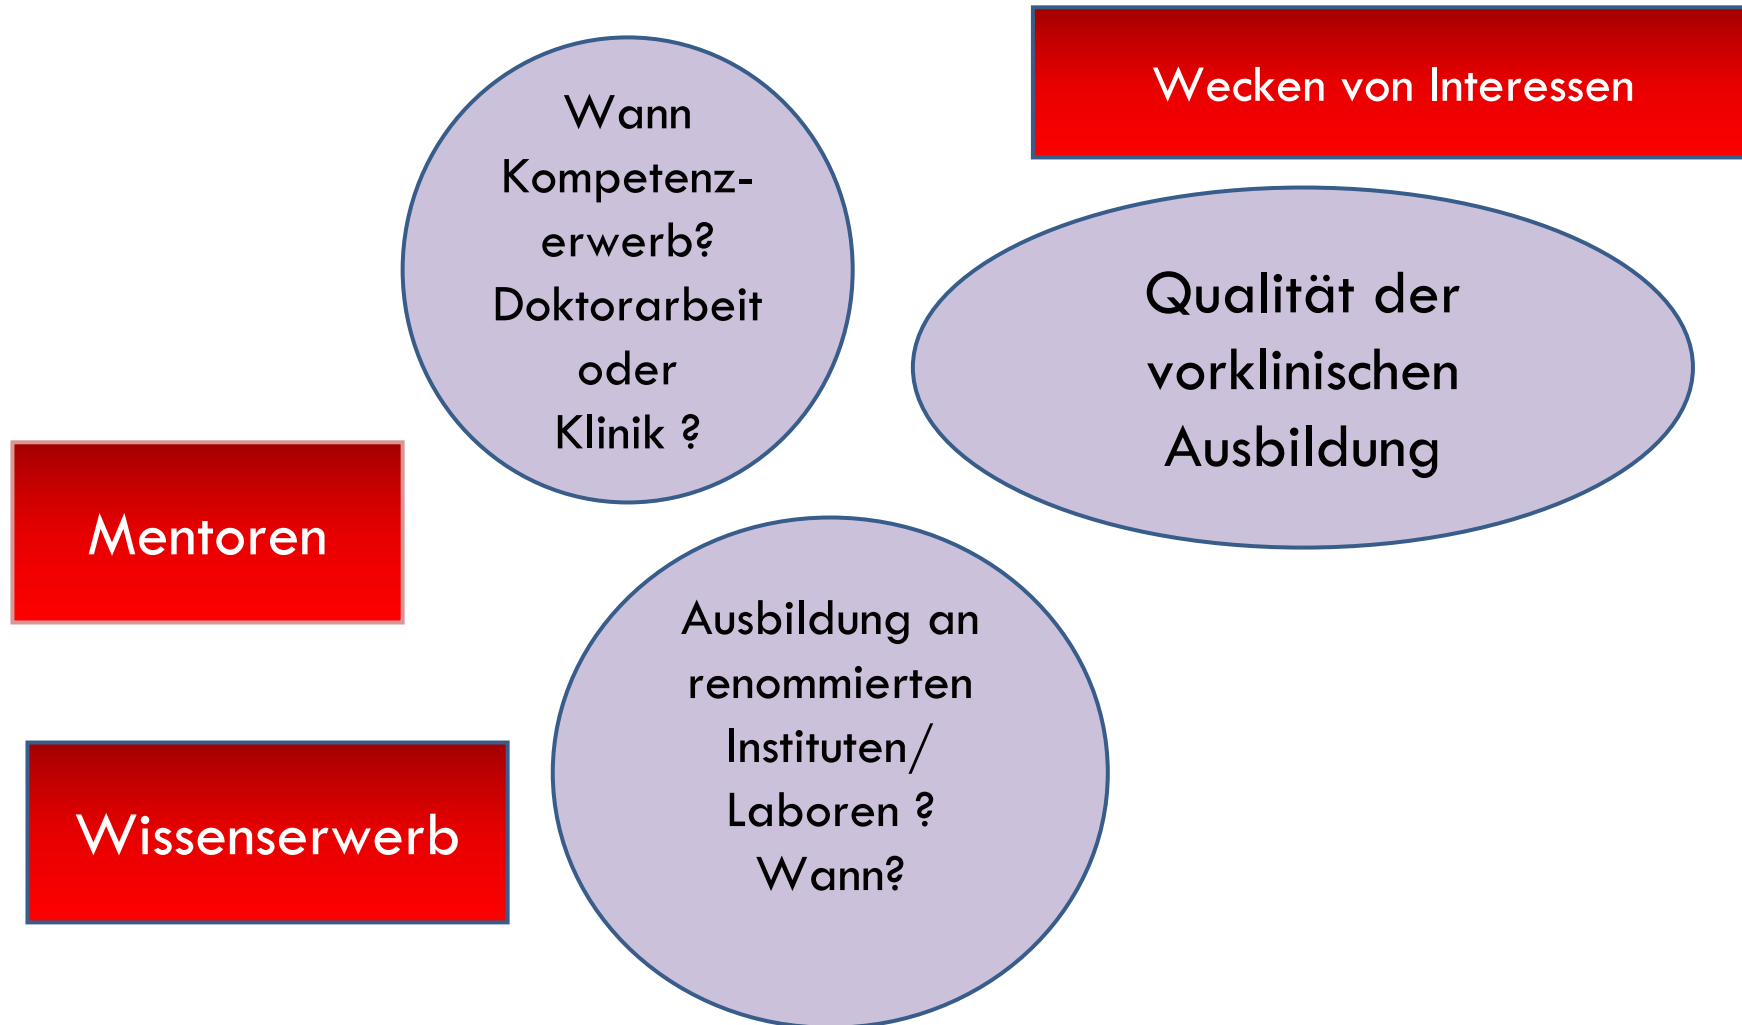 Wecken von Interessen
Wann
Kompetenz-
erwerb?
Doktorarbeit
oder
Klinik ?
Qualität der
vorklinischen
Ausbildung
Mentoren
Ausbildung an
renommierten
Instituten/
Laboren ?
Wann?
Wissenserwerb